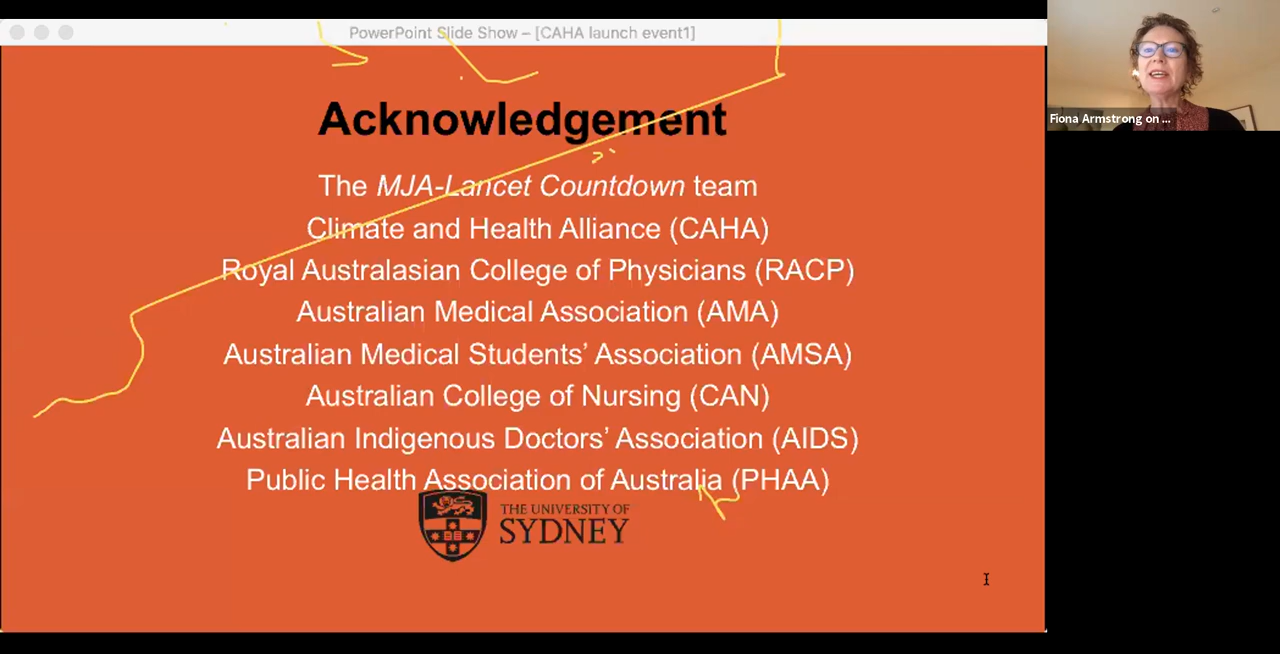 PowerPoint Slide Show – [CAHA launch event1]
Acknowledgement
The MJA-Lancet Countdown team
Climate and Health Alliance (CAHA)
Royal Australasian College of Physicians (RACP)
Australian Medical Association (AMA)
Australian Medical Students’ Association (AMSA)
Australian College of Nursing (CAN)
Australian Indigenous Doctors’ Association (AIDS)
Public Health Association of Australia (PHAA)
THE UNIVERSITY OF
SYDNEY
Fiona Armstrong on ...